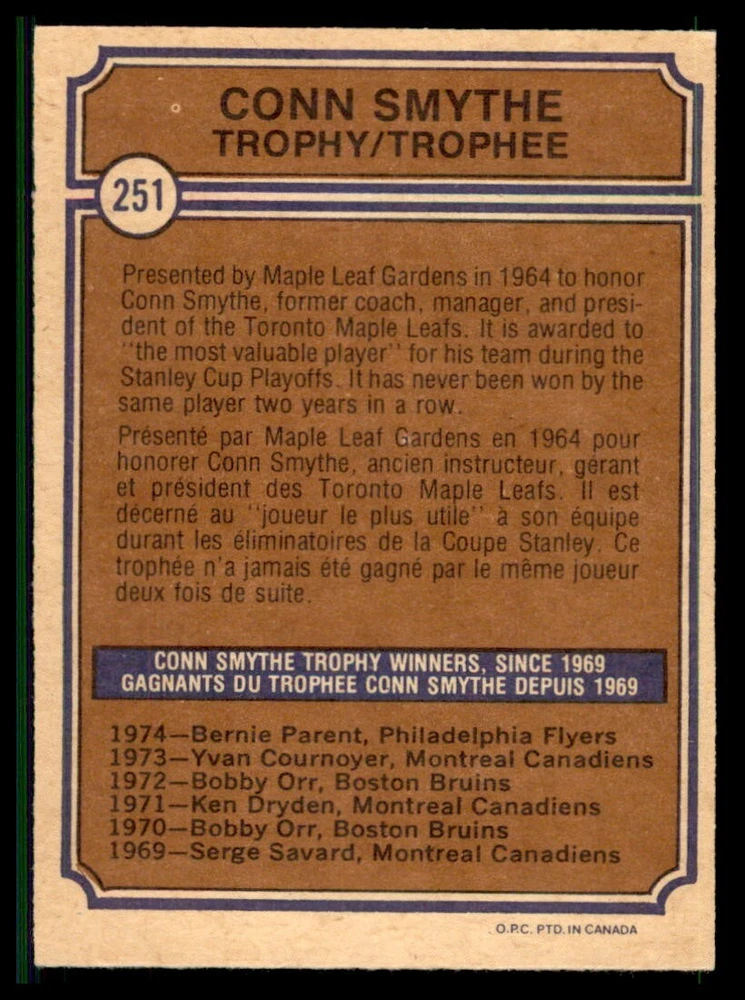 CONN SMYTHE
TROPHY/TROPHEE
251
Presented by Maple Leaf Gardens in 1964 to honor
Conn Smythe, former coach, manager, and presi-
dent of the Toronto Maple Leafs. It is awarded to
"the most valuable player" for his team during the
Stanley Cup Playoffs. It has never been won by the
same player two years in a row.
Présenté par Maple Leaf Gardens en 1964 pour
honorer Conn Smythe, ancien instructeur, gérant
et président des Toronto Maple Leafs. Il est
décerné au "joueur le plus utile" à son équipe
durant les éliminatoires de la Coupe Stanley. Ce
trophée n'a jamais été gagné par le même joueur
deux fois de suite.
CONN SMYTHE TROPHY WINNERS, SINCE 1969
GAGNANTS DU TROPHEE CONN SMYTHE DEPUIS 1969
1974—Bernie Parent, Philadelphia Flyers
1973—Yvan Cournoyer, Montreal Canadiens
1972—Bobby Orr, Boston Bruins
1971—Ken Dryden, Montreal Canadiens
1970—Bobby Orr, Boston Bruins
1969—Serge Savard, Montreal Canadiens
O.P.C. PTD. IN CANADA